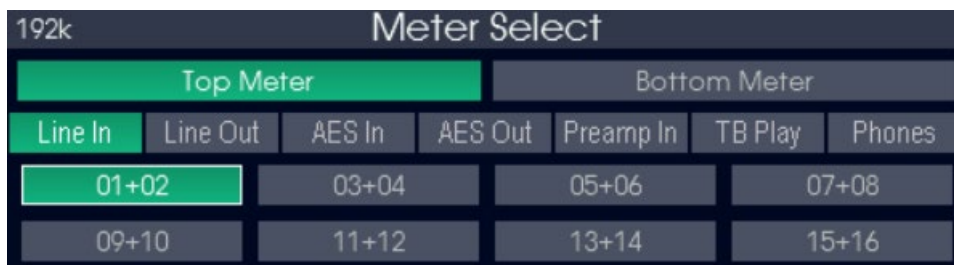 192k Meter Select
Top Meter Bottom Meter
Line In Line Out AES In AES Out Preamp In TB Play Phones
01+02 03+04 05+06 07+08
09+10 11+12 13+14 15+16